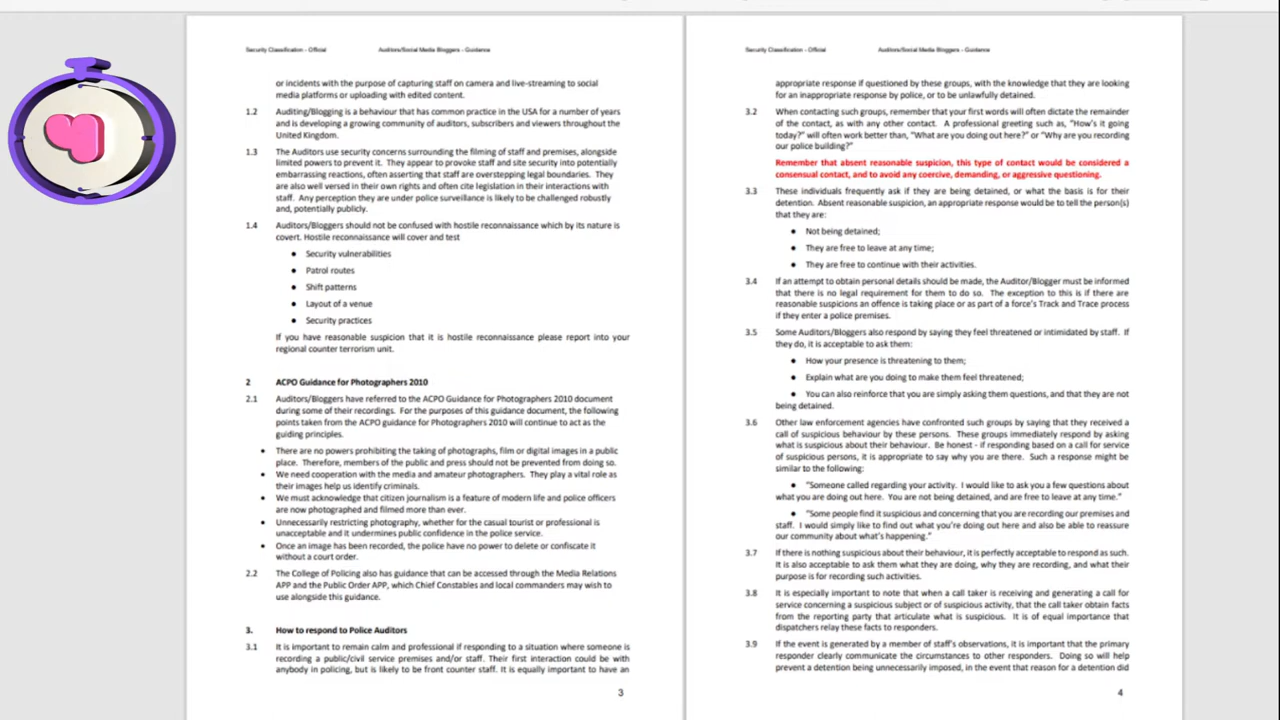 Security Classification - Official Auditors/Social Media Bloggers - Guidance
or incidents with the purpose of capturing staff on camera and live-streaming to social
media platforms or uploading with edited content.
1.2 Auditing/Blogging is a behaviour that has common practice in the USA for a number of years
and is developing a growing community of auditors, subscribers and viewers throughout the
United Kingdom.
1.3 The Auditors use security concerns surrounding the filming of staff and premises, alongside
limited powers to prevent it. They appear to provoke staff and site security into potentially
embarrassing reactions, often asserting that staff are overstepping legal boundaries. They
are also well versed in their own rights and often cite legislation in their interactions with
staff. Any perception they are under police surveillance is likely to be challenged robustly
and, potentially publicly.
1.4 Auditors/Bloggers should not be confused with hostile reconnaissance which by its nature is
covert. Hostile reconnaissance will cover and test
● Security vulnerabilities
● Patrol routes
● Shift patterns
● Layout of a venue
● Security practices
If you have reasonable suspicion that it is hostile reconnaissance please report into your
regional counter terrorism unit.
2 ACPO Guidance for Photographers 2010
2.1 Auditors/Bloggers have referred to the ACPO Guidance for Photographers 2010 document
during some of their recordings. For the purposes of this guidance document, the following
points taken from the ACPO guidance for Photographers 2010 will continue to act as the
guiding principles.
• There are no powers prohibiting the taking of photographs, film or digital images in a public
place. Therefore, members of the public and press should not be prevented from doing so.
• We need cooperation with the media and amateur photographers. They play a vital role as
their images help us identify criminals.
• We must acknowledge that citizen journalism is a feature of modern life and police officers
are now photographed and filmed more than ever.
• Unnecessarily restricting photography, whether for the casual tourist or professional is
unacceptable and it undermines public confidence in the police service.
• Once an image has been recorded, the police have no power to delete or confiscate it
without a court order.
2.2 The College of Policing also has guidance that can be accessed through the Media Relations
APP and the Public Order APP, which Chief Constables and local commanders may wish to
use alongside this guidance.
3. How to respond to Police Auditors
3.1 It is important to remain calm and professional if responding to a situation where someone is
recording a public/civil service premises and/or staff. Their first interaction could be with
anybody in policing, but is likely to be front counter staff. It is equally important to have an
3
Security Classification - Official Auditors/Social Media Bloggers - Guidance
appropriate response if questioned by these groups, with the knowledge that they are looking
for an inappropriate response by police, or to be unlawfully detained.
3.2 When contacting such groups, remember that your first words will often dictate the remainder
of the contact, as with any other contact. A professional greeting such as, "How's it going
today?" will often work better than, "What are you doing out here?" or "Why are you recording
our police building?"
Remember that absent reasonable suspicion, this type of contact would be considered a
consensual contact, and to avoid any coercive, demanding, or aggressive questioning.
3.3 These individuals frequently ask if they are being detained, or what the basis is for their
detention. Absent reasonable suspicion, an appropriate response would be to tell the person(s)
that they are:
● Not being detained;
● They are free to leave at any time;
● They are free to continue with their activities.
3.4 If an attempt to obtain personal details should be made, the Auditor/Blogger must be informed
that there is no legal requirement for them to do so. The exception to this is if there are
reasonable suspicions an offence is taking place or as part of a force's Track and Trace process
if they enter a police premises.
3.5 Some Auditors/Bloggers also respond by saying they feel threatened or intimidated by staff. If
they do, it is acceptable to ask them:
● How your presence is threatening to them;
● Explain what are you doing to make them feel threatened;
● You can also reinforce that you are simply asking them questions, and that they are not
being detained.
3.6 Other law enforcement agencies have confronted such groups by saying that they received a
call of suspicious behaviour by these persons. These groups immediately respond by asking
what is suspicious about their behaviour. Be honest - if responding based on a call for service
of suspicious persons, it is appropriate to say why you are there. Such a response might be
similar to the following:
● "Someone called regarding your activity. I would like to ask you a few questions about
what you are doing out here. You are not being detained, and are free to leave at any time."
● "Some people find it suspicious and concerning that you are recording our premises and
staff. I would simply like to find out what you're doing out here and also be able to reassure
our community about what's happening."
3.7 If there is nothing suspicious about their behaviour, it is perfectly acceptable to respond as such.
It is also acceptable to ask them what they are doing, why they are recording, and what their
purpose is for recording such activities.
3.8 It is especially important to note that when a call taker is receiving and generating a call for
service concerning a suspicious subject or of suspicious activity, that the call taker obtain facts
from the reporting party that articulate what is suspicious. It is of equal importance that
dispatchers relay these facts to responders.
3.9 If the event is generated by a member of staff's observations, it is important that the primary
responder clearly communicate the circumstances to other responders. Doing so will help
prevent a detention being unnecessarily imposed, in the event that reason for a detention did
4